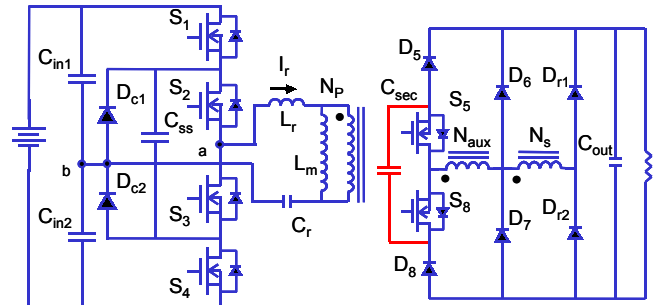 S1
Cin1
Dc1
S2
Css
a
b
Dc2
Cin2
S3
S4
Ir
Lr
NP
Lm
Cr
D5
Csec
S5
Naux
S8
D8
D6
Ns
D7
Dr1
Cout
Dr2